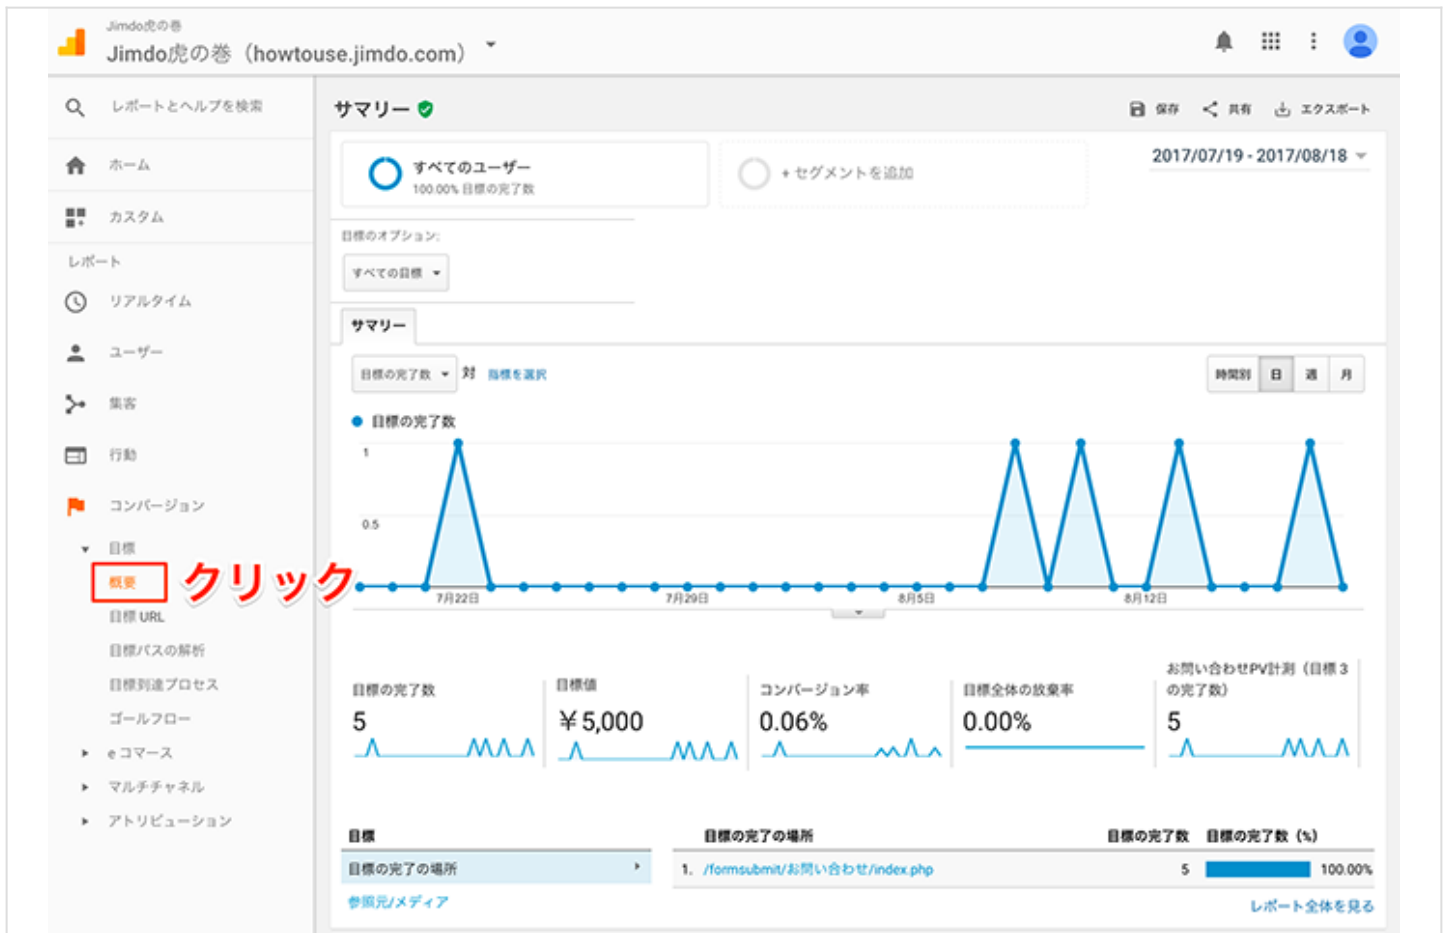 Jimdo虎の巻
Jimdo虎の巻（howtouse.jimdo.com）
レポートとヘルプを検索
ホーム
カスタム
レポート
リアルタイム
ユーザー
集客
行動
コンバージョン
目標
概要
クリック
目標 URL
目標パスの解析
目標到達プロセス
ゴールフロー
e コマース
マルチチャネル
アトリビューション
サマリー
保存 共有 エクスポート
すべてのユーザー
100.00% 目標の完了数
+ セグメントを追加
2017/07/19 - 2017/08/18
目標のオプション:
すべての目標
サマリー
目標の完了数 対 指標を選択
時間別 日 週 月
目標の完了数
1
0.5
7月22日 7月29日 8月5日 8月12日
目標の完了数
5
目標値
￥5,000
コンバージョン率
0.06%
目標全体の放棄率
0.00%
お問い合わせPV計測（目標 3
の完了数）
5
目標
目標の完了の場所
参照元/メディア
目標の完了の場所 目標の完了数 目標の完了数（%）
1. /formsubmit/お問い合わせ/index.php 5 100.00%
レポート全体を見る